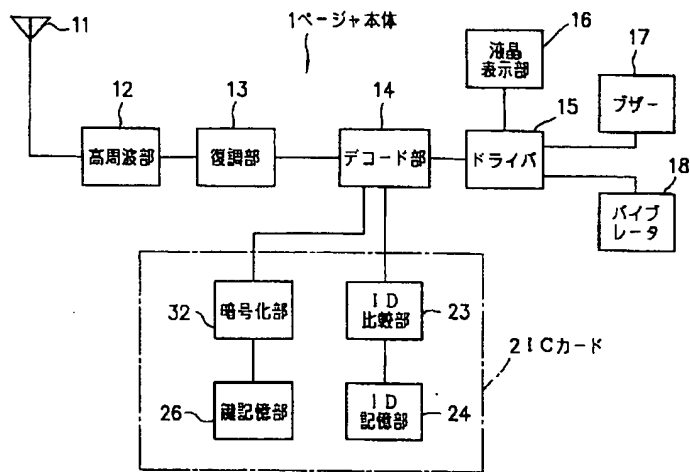 11
1ページャ本体
16
液晶
表示部
17
ブザー
12
高周波部
13
復調部
14
デコード部
15
ドライバ
18
バイブ
レータ
32
暗号化部
ID
比較部
23
2ICカード
26
鍵記憶部
ID
記憶部
24